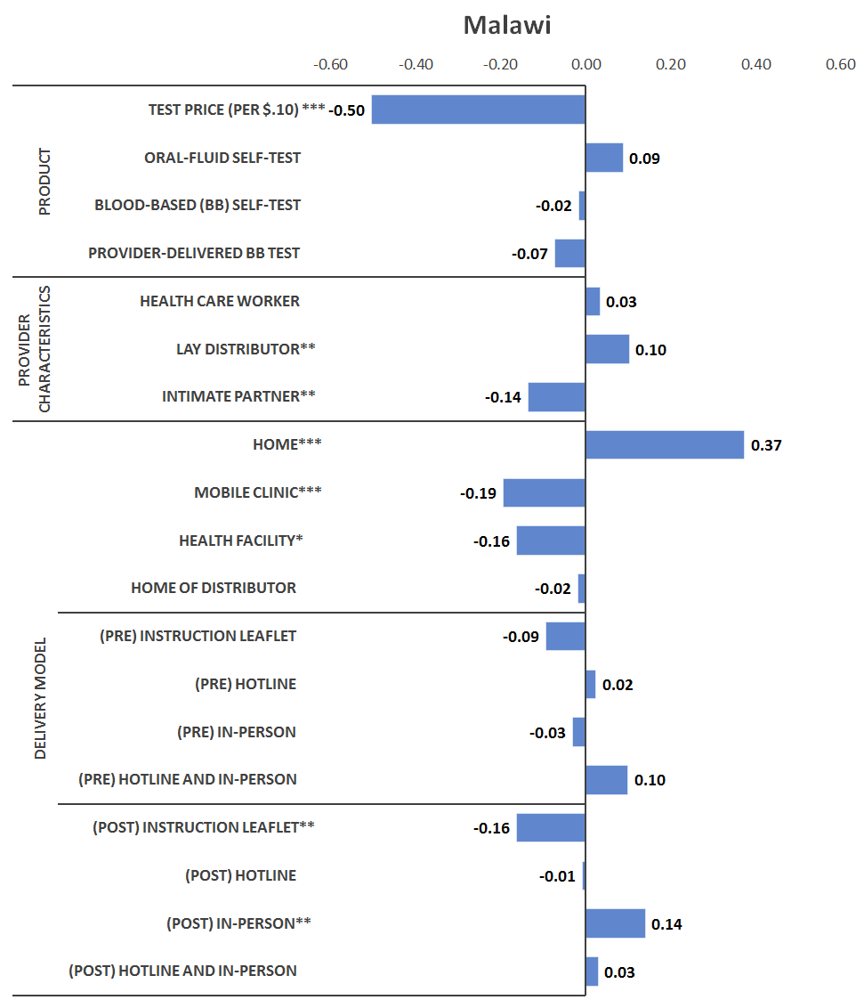 Malawi
-0.60 -0.40 -0.20 0.00 0.20 0.40 0.60
PRODUCT
TEST PRICE (PER $.10) *** -0.50
ORAL-FLUID SELF-TEST 0.09
BLOOD-BASED (BB) SELF-TEST -0.02
PROVIDER-DELIVERED BB TEST -0.07
PROVIDER
CHARACTERISTICS
HEALTH CARE WORKER 0.03
LAY DISTRIBUTOR** 0.10
INTIMATE PARTNER** -0.14
DELIVERY MODEL
HOME*** 0.37
MOBILE CLINIC*** -0.19
HEALTH FACILITY* -0.16
HOME OF DISTRIBUTOR -0.02
(PRE) INSTRUCTION LEAFLET -0.09
(PRE) HOTLINE 0.02
(PRE) IN-PERSON -0.03
(PRE) HOTLINE AND IN-PERSON 0.10
(POST) INSTRUCTION LEAFLET** -0.16
(POST) HOTLINE -0.01
(POST) IN-PERSON** 0.14
(POST) HOTLINE AND IN-PERSON 0.03